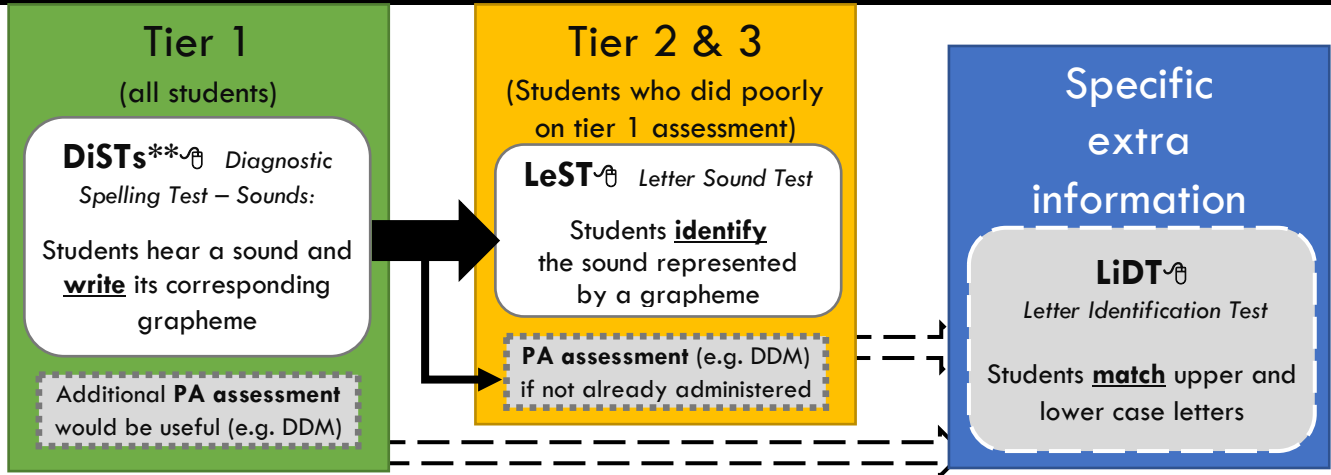 Tier 1
(all students)
DiSTs**🖰 Diagnostic
Spelling Test – Sounds:
Students hear a sound and
write its corresponding
grapheme
Additional PA assessment
would be useful (e.g. DDM)
Tier 2 & 3
(Students who did poorly
on tier 1 assessment)
LeST🖰 Letter Sound Test
Students identify
the sound represented
by a grapheme
PA assessment (e.g. DDM)
if not already administered
Specific
extra
information
LiDT🖰
Letter Identification Test
Students match upper and
lower case letters